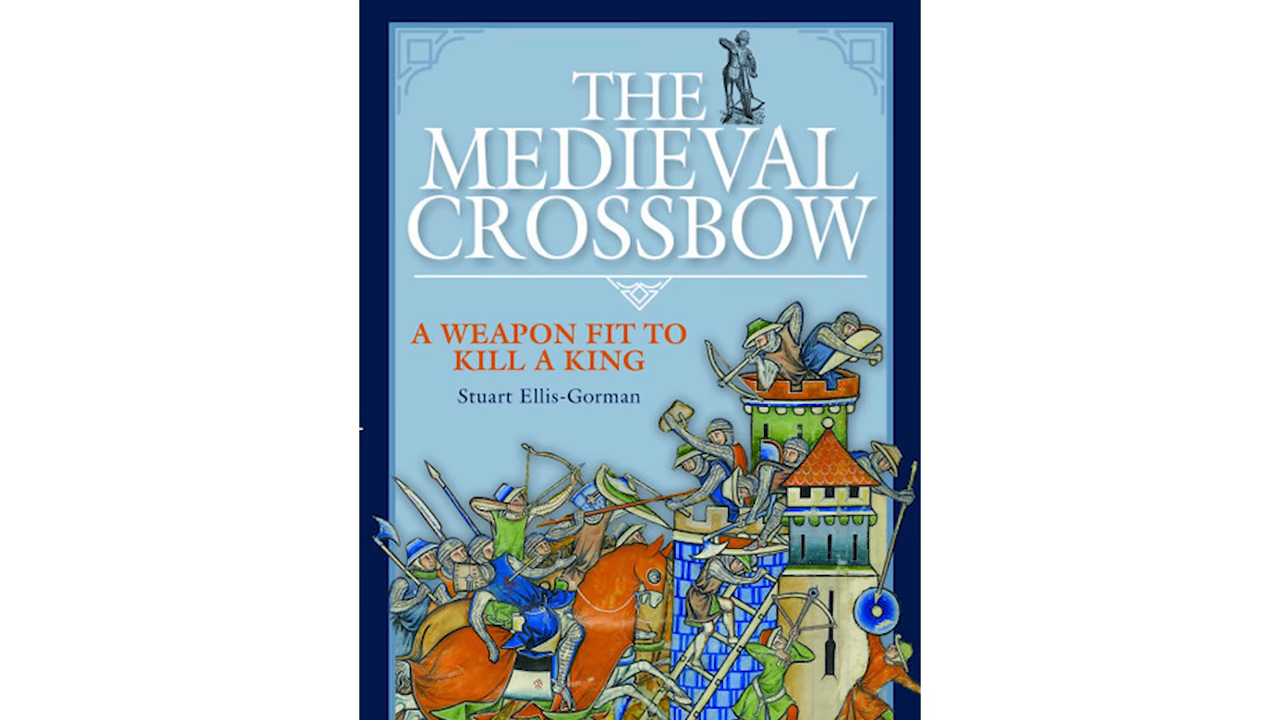 THE
MEDIEVAL
CROSSBOW
A WEAPON FIT TO
KILL A KING
Stuart Ellis-Gorman